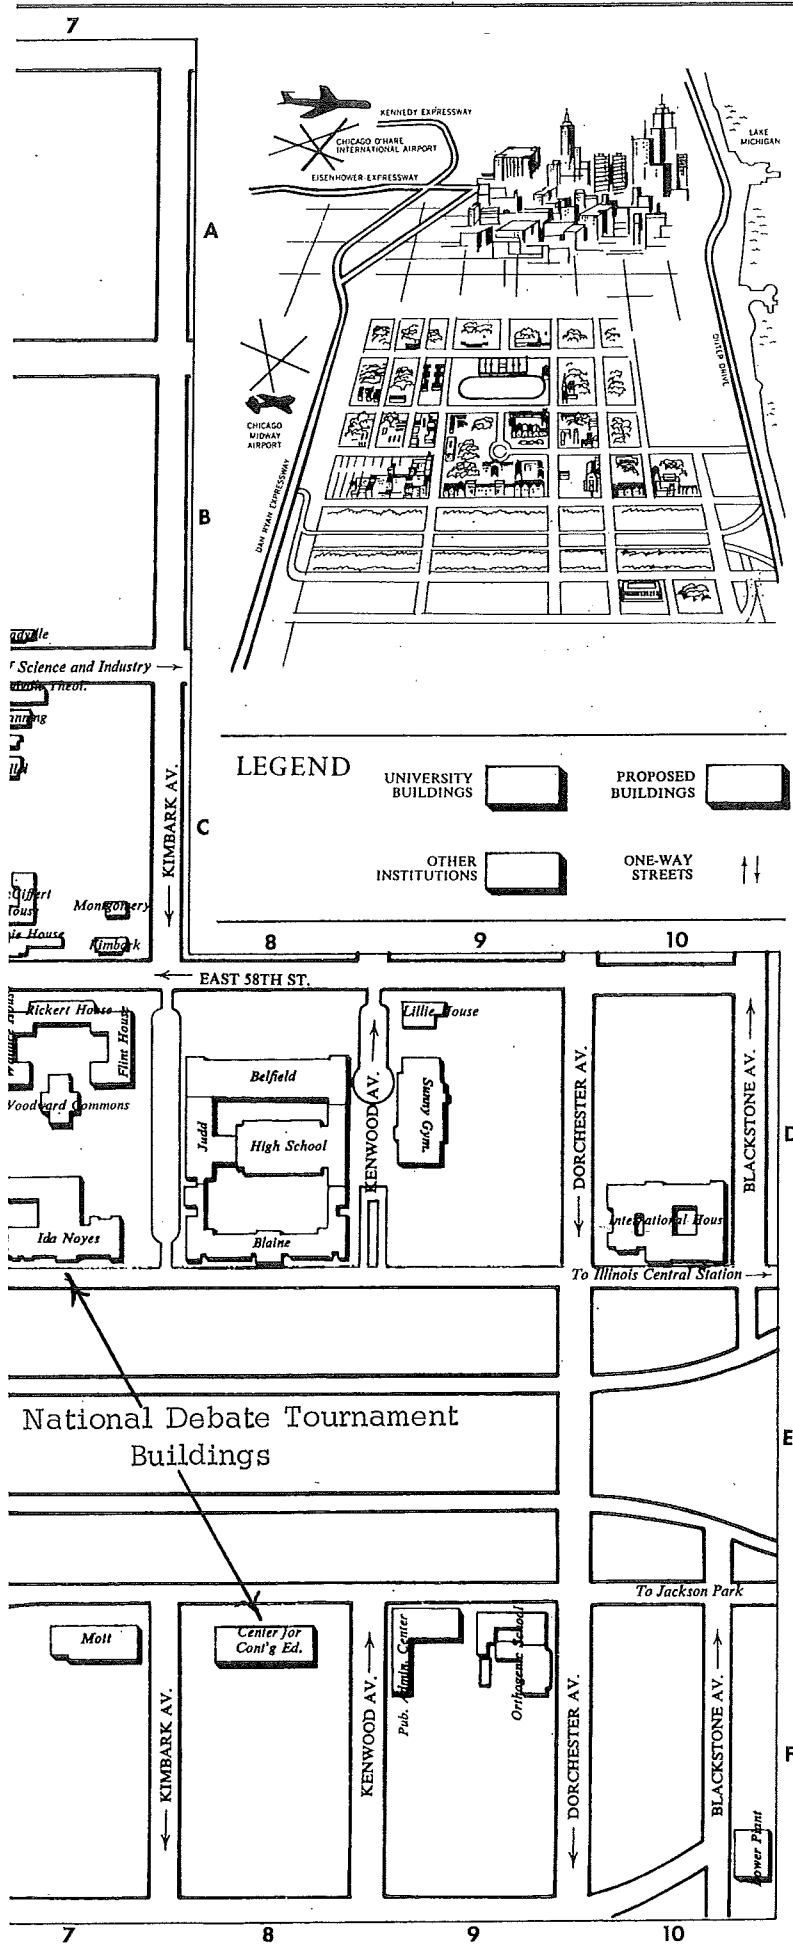 7
KENNEDY EXPRESSWAY
CHICAGO O'HARE
INTERNATIONAL AIRPORT
EISENHOWER EXPRESSWAY
LAKE
MICHIGAN
A
OUTER DRIVE
CHICAGO
MIDWAY
AIRPORT
DAN RYAN EXPRESSWAY
B
Science and Industry →
Theol.
LEGEND
UNIVERSITY
BUILDINGS
PROPOSED
BUILDINGS
OTHER
INSTITUTIONS
ONE-WAY
STREETS
C
← KIMBARK AV.
Montgomery
House
Kimbark
8 9 10
← EAST 58TH ST.
Rickert House
Flint House
Lillie House
Woodward Commons
Belfield
Judd
High School
Blaine
KENWOOD AV. →
Sunny Gym.
← DORCHESTER AV.
BLACKSTONE AV. →
D
International Hous
Ida Noyes
To Illinois Central Station →
National Debate Tournament
Buildings
E
To Jackson Park
Mott
Center for
Cont'g Ed.
Pub. Admin. Center
Orthogenic School
← KIMBARK AV.
KENWOOD AV. →
← DORCHESTER AV.
BLACKSTONE AV. →
F
Power Plant
7 8 9 10